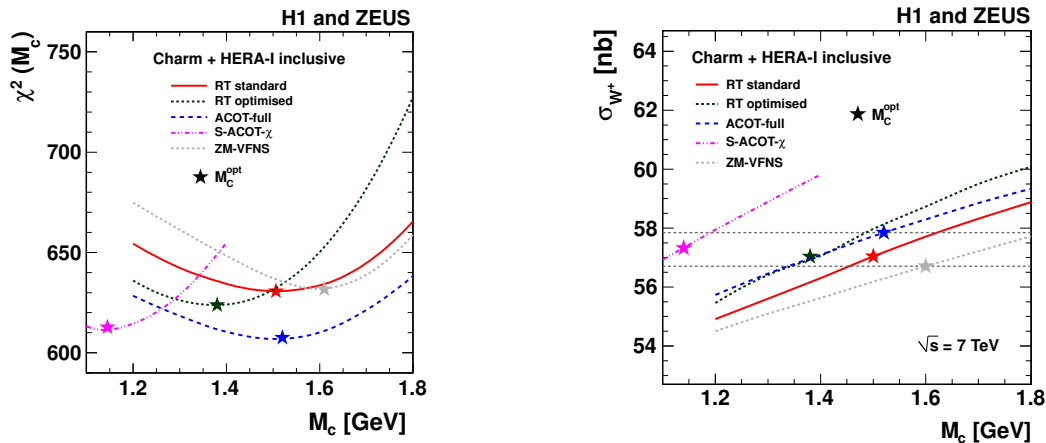 H1 and ZEUS
χ² (M_c)
750
700
650
600
Charm + HERA-I inclusive
RT standard
RT optimised
ACOT-full
S-ACOT-χ
ZM-VFNS
M_C^opt
1.2 1.4 1.6 1.8
M_c [GeV]
H1 and ZEUS
σ_W⁺ [nb]
64
62
60
58
56
54
Charm + HERA-I inclusive
RT standard
RT optimised
ACOT-full
S-ACOT-χ
ZM-VFNS
M_C^opt
√s = 7 TeV
1.2 1.4 1.6 1.8
M_c [GeV]